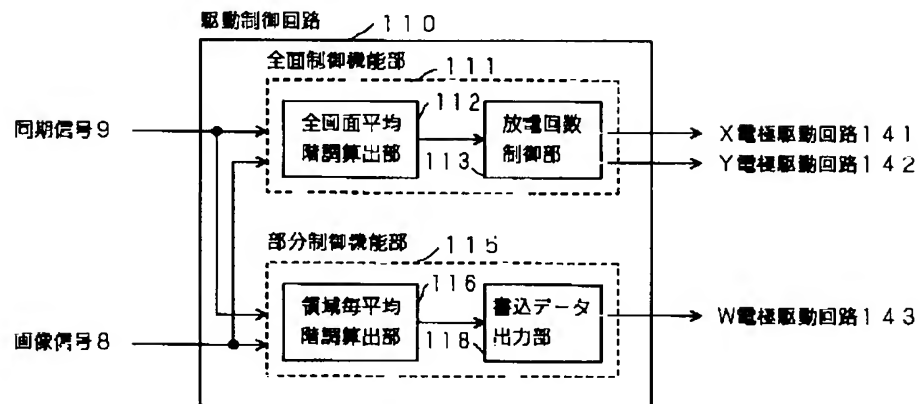 駆動制御回路 110
全面制御機能部 111
同期信号9
全画面平均
階調算出部
112
放電回数
制御部
113
X電極駆動回路141
Y電極駆動回路142
部分制御機能部 115
画像信号8
領域毎平均
階調算出部
116
書込データ
出力部
118
W電極駆動回路143